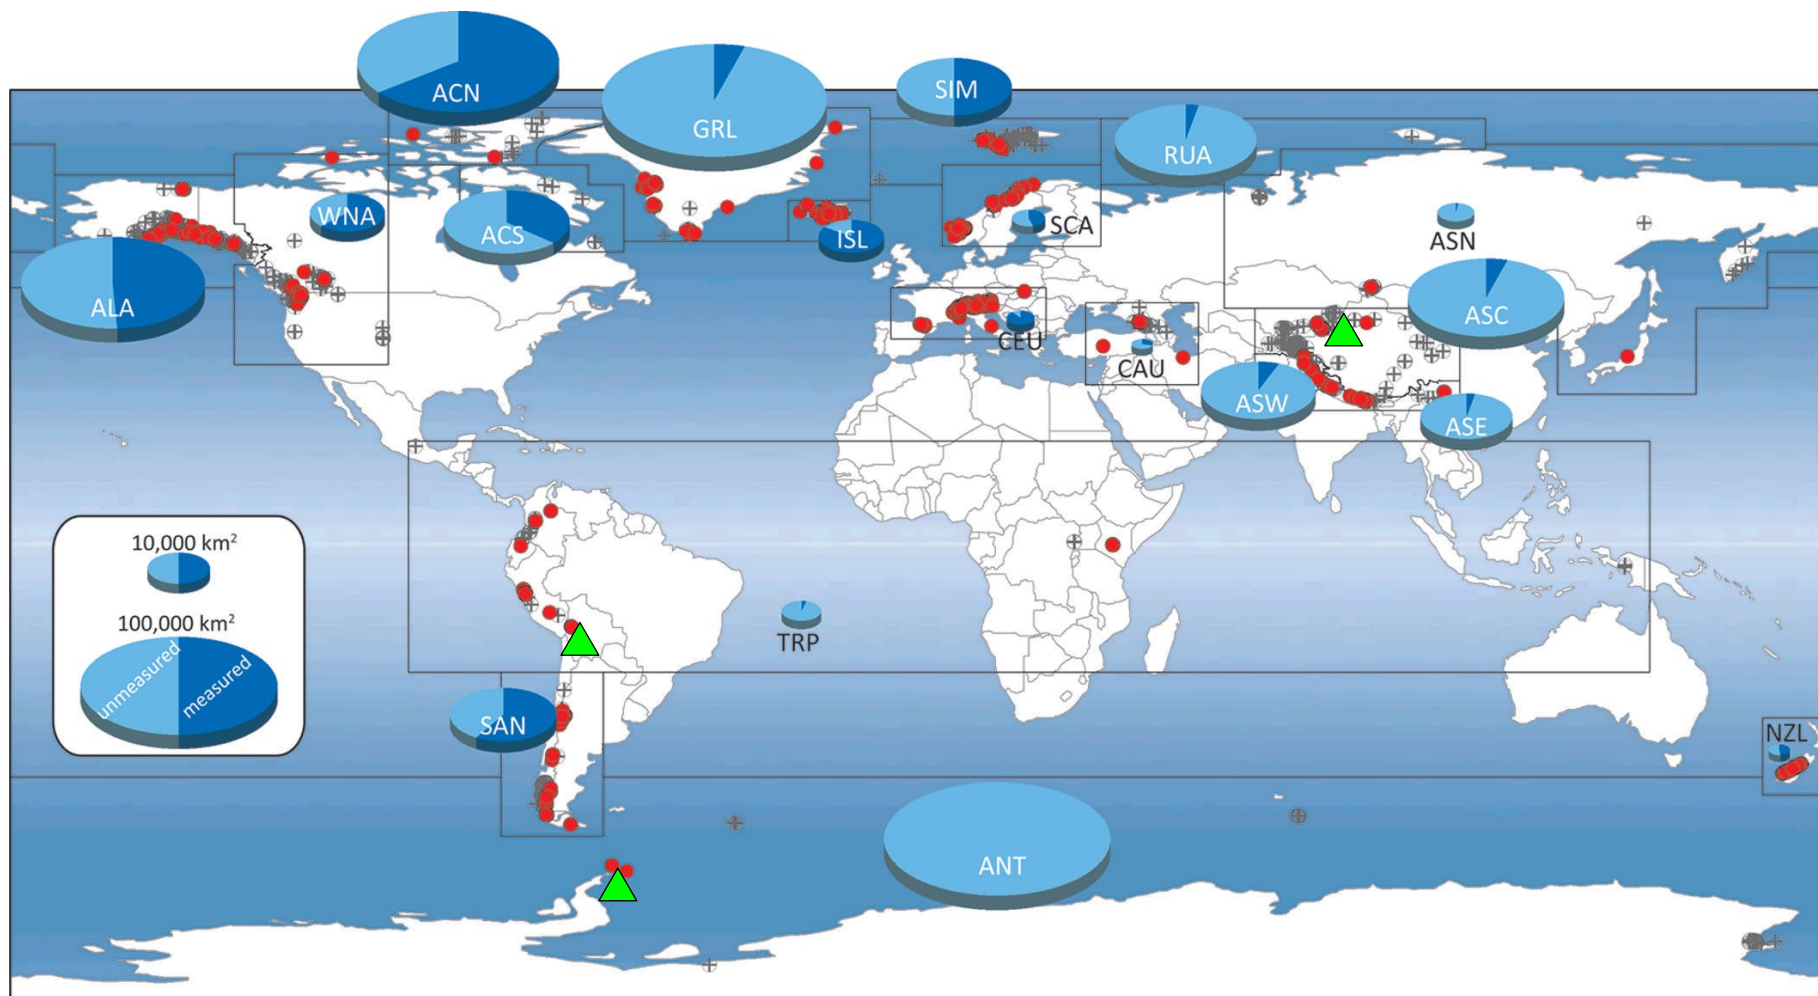 ACN
GRL
SIM
RUA
WNA
ACS
ISL
SCA
ASN
ALA
ASC
CEU
CAU
ASW
ASE
10,000 km²
100,000 km²
unmeasured
measured
TRP
SAN
NZL
ANT